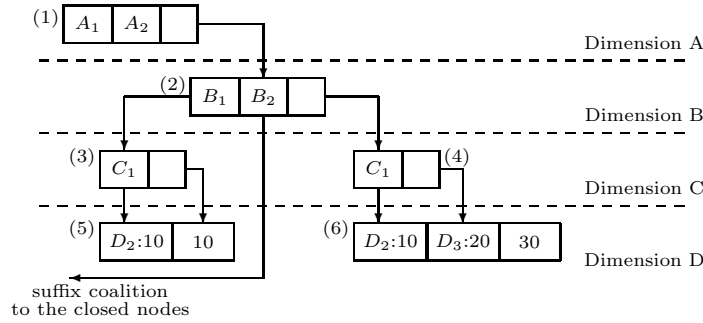 (1) A1 A2
Dimension A
(2) B1 B2
Dimension B
(3) C1 C1 (4)
Dimension C
(5) D2:10 10 (6) D2:10 D3:20 30
Dimension D
suffix coalition
to the closed nodes